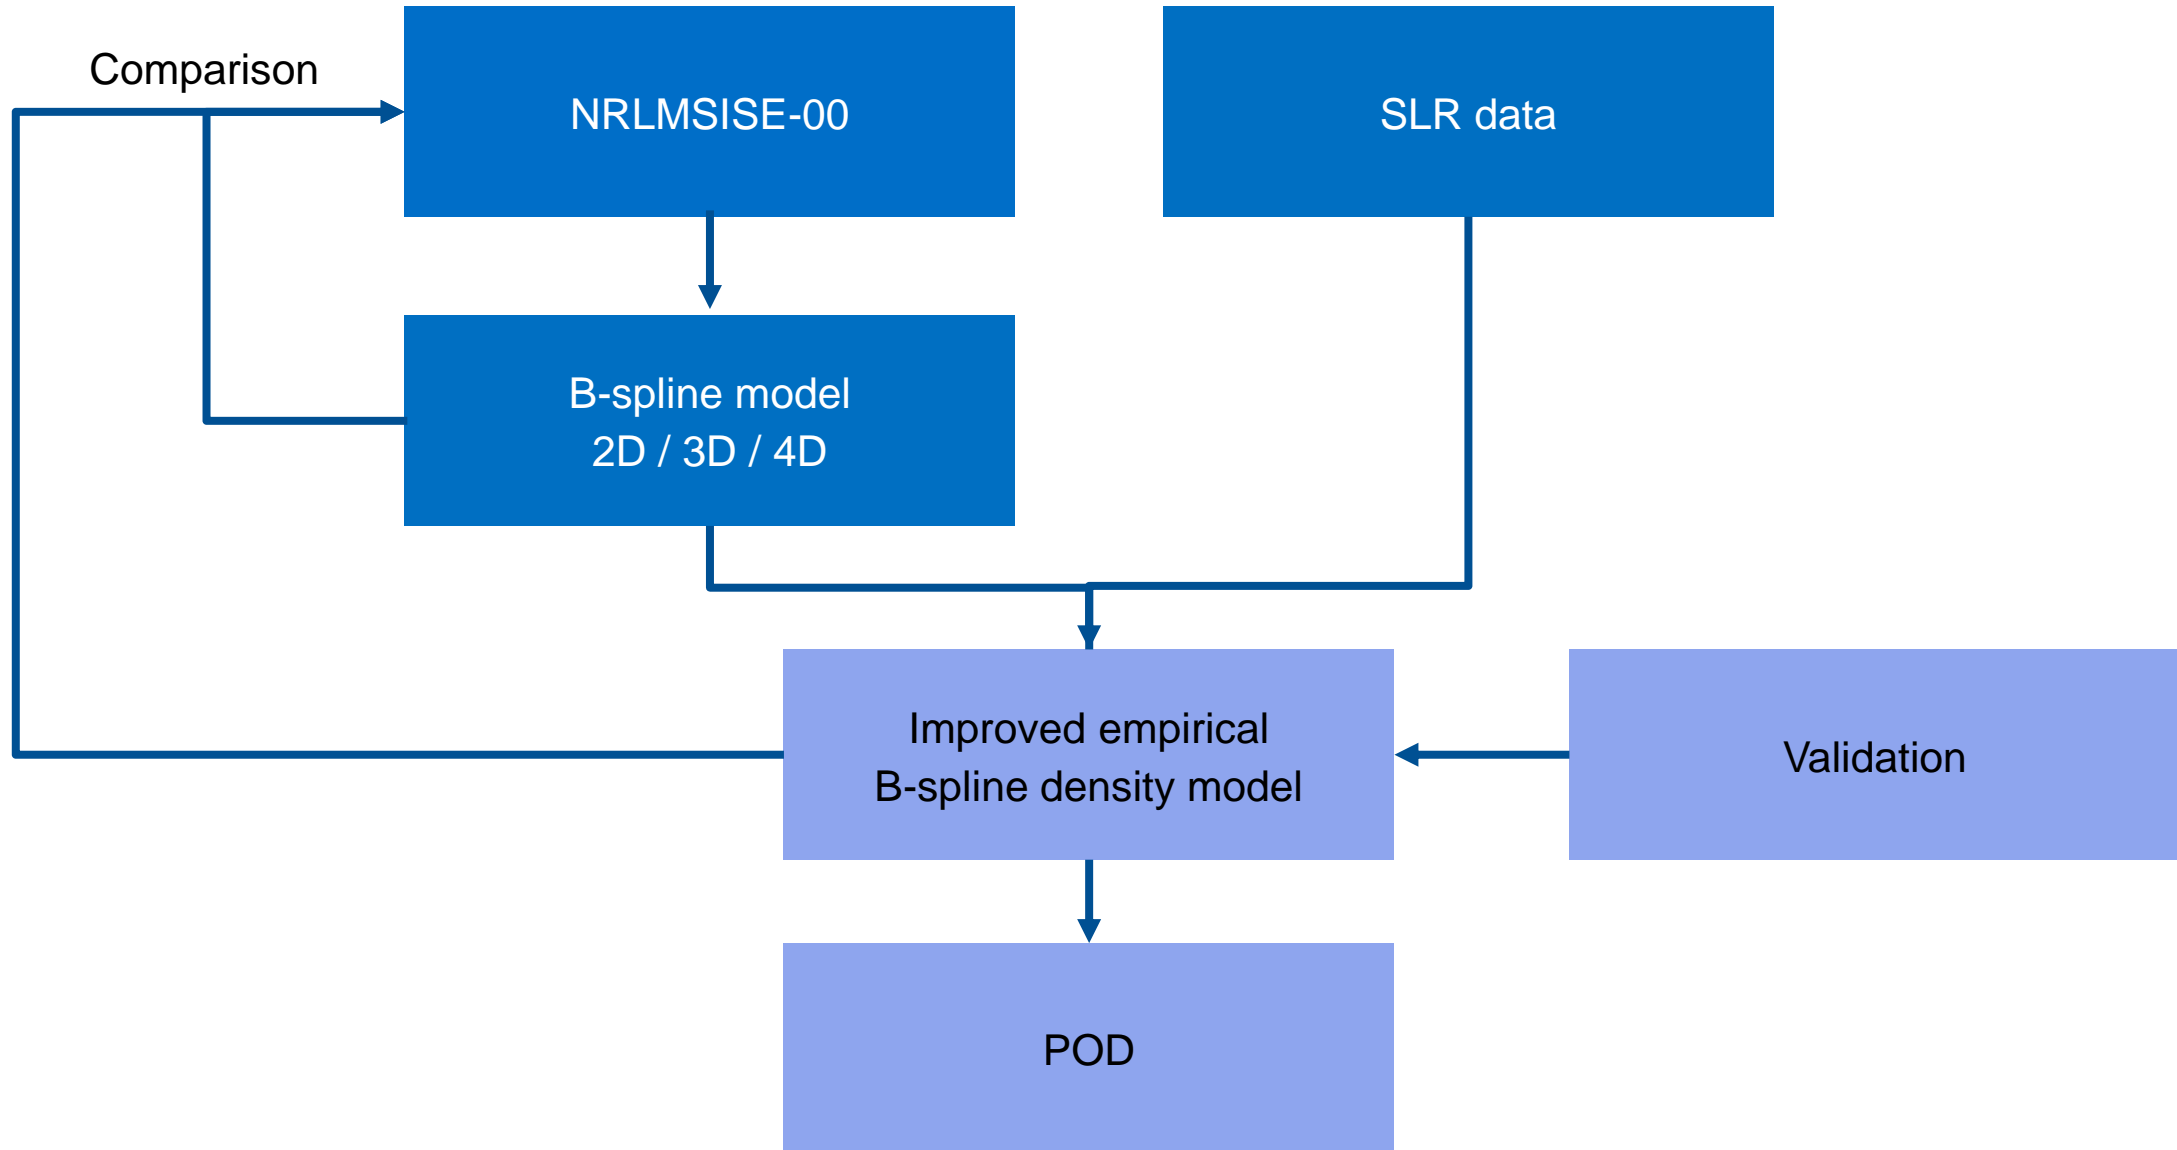 Comparison
NRLMSISE-00
SLR data
B-spline model
2D / 3D / 4D
Improved empirical
B-spline density model
Validation
POD